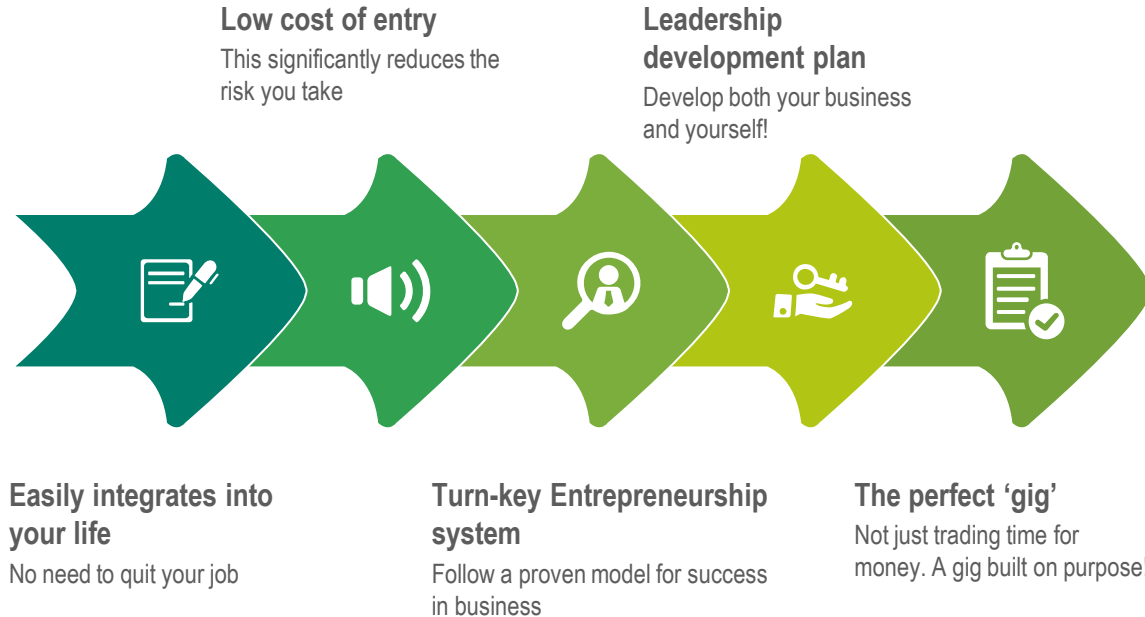 Low cost of entry
This significantly reduces the
risk you take
Leadership
development plan
Develop both your business
and yourself!
Easily integrates into
your life
No need to quit your job
Turn-key Entrepreneurship
system
Follow a proven model for success
in business
The perfect ‘gig’
Not just trading time for
money. A gig built on purpose!